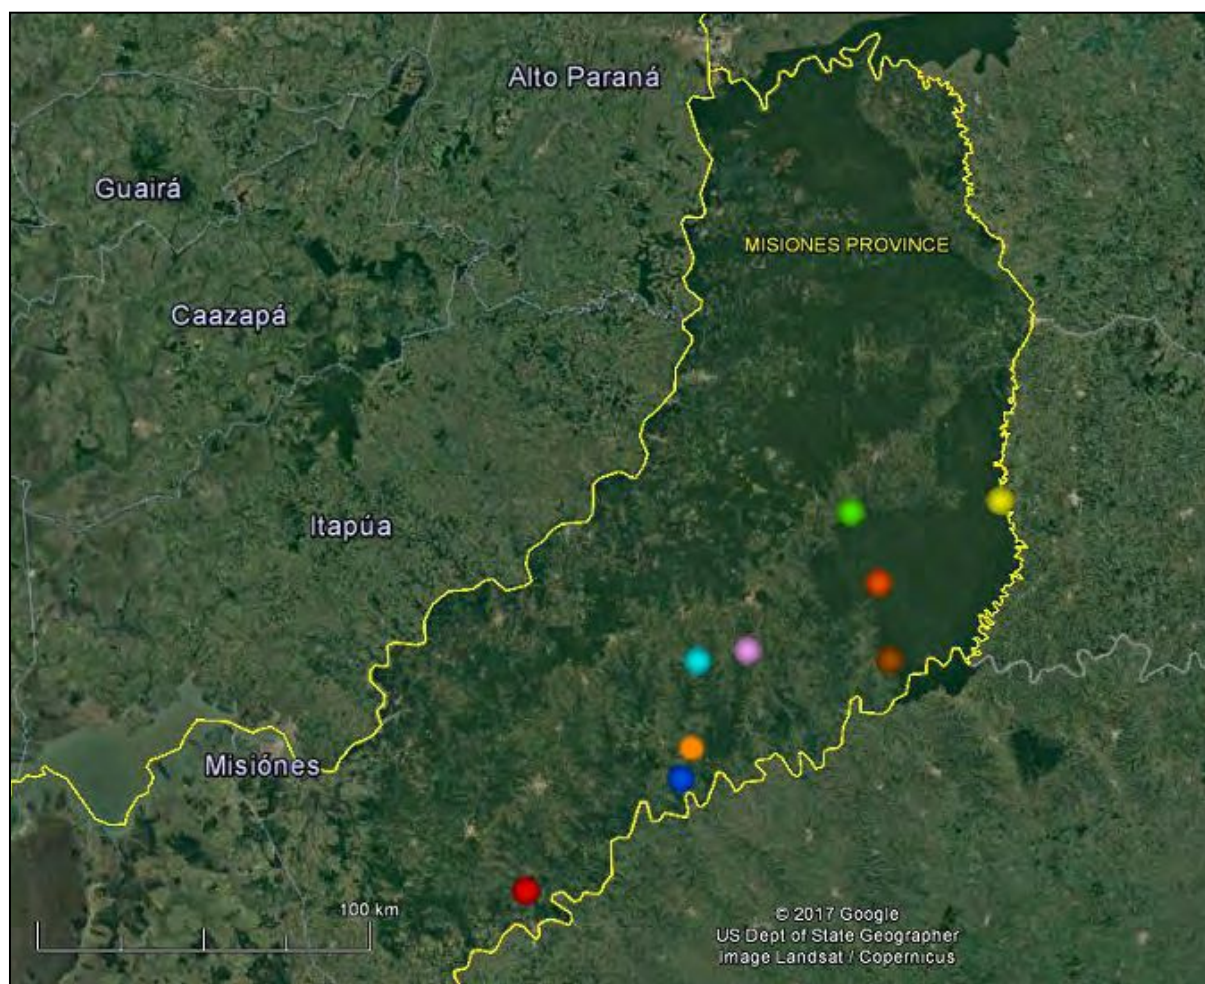 Alto Paraná
Guairá
MISIONES PROVINCE
Caazapá
Itapúa
Misiónes
100 km
© 2017 Google
US Dept of State Geographer
Image Landsat / Copernicus